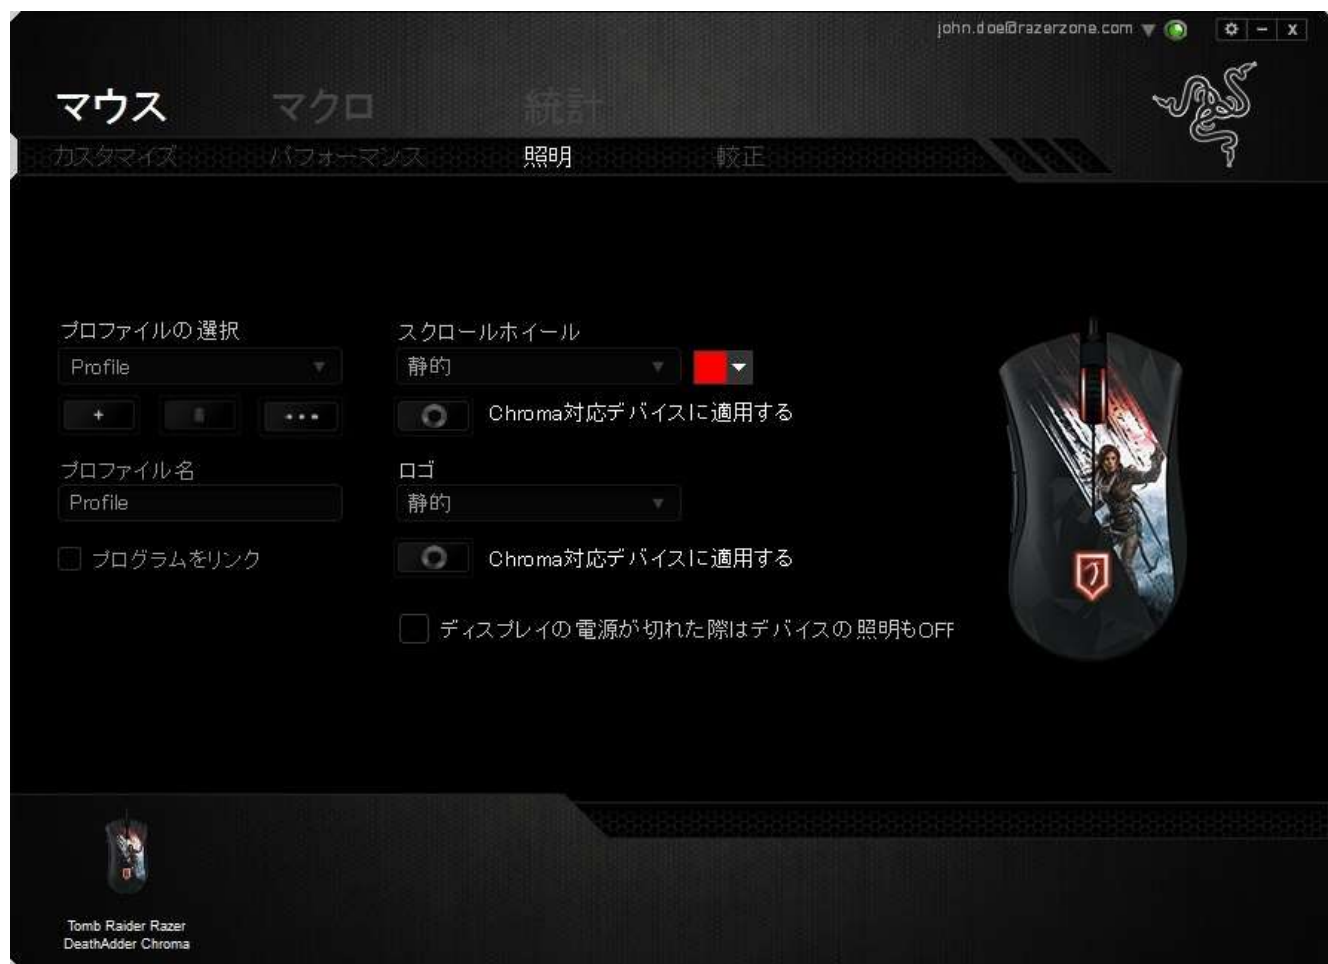 john.doe@razerzone.com
マウス マクロ 統計
カスタマイズ パフォーマンス 照明 較正
プロファイルの選択 スクロールホイール
Profile 静的
Chroma対応デバイスに適用する
プロファイル名 ロゴ
Profile 静的
プログラムをリンク Chroma対応デバイスに適用する
ディスプレイの電源が切れた際はデバイスの照明もOFF
Tomb Raider Razer
DeathAdder Chroma